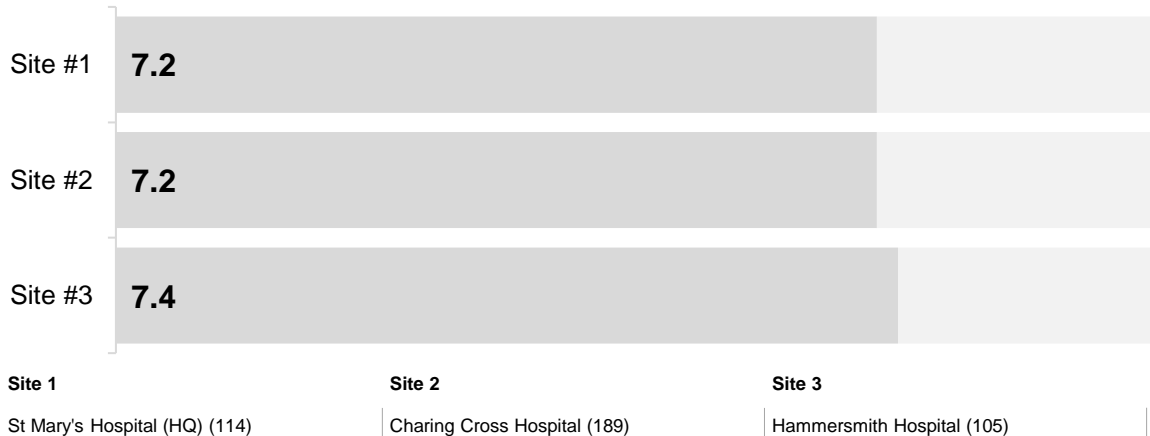 Site #1
7.2
Site #2
7.2
Site #3
7.4
Site 1
Site 2
Site 3
St Mary's Hospital (HQ) (114)
Charing Cross Hospital (189)
Hammersmith Hospital (105)